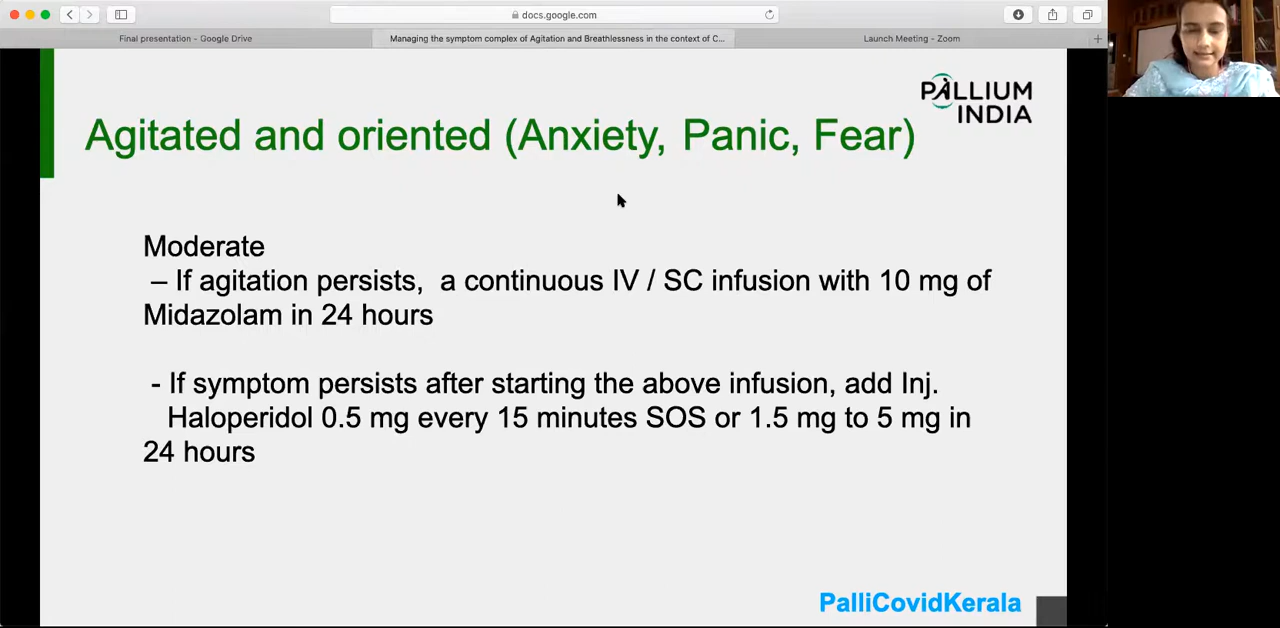 docs.google.com
Final presentation - Google Drive
Managing the symptom complex of Agitation and Breathlessness in the context of C...
Launch Meeting - Zoom
PALLIUM
INDIA
Agitated and oriented (Anxiety, Panic, Fear)
Moderate
– If agitation persists, a continuous IV / SC infusion with 10 mg of
Midazolam in 24 hours
- If symptom persists after starting the above infusion, add Inj.
Haloperidol 0.5 mg every 15 minutes SOS or 1.5 mg to 5 mg in
24 hours
PalliCovidKerala